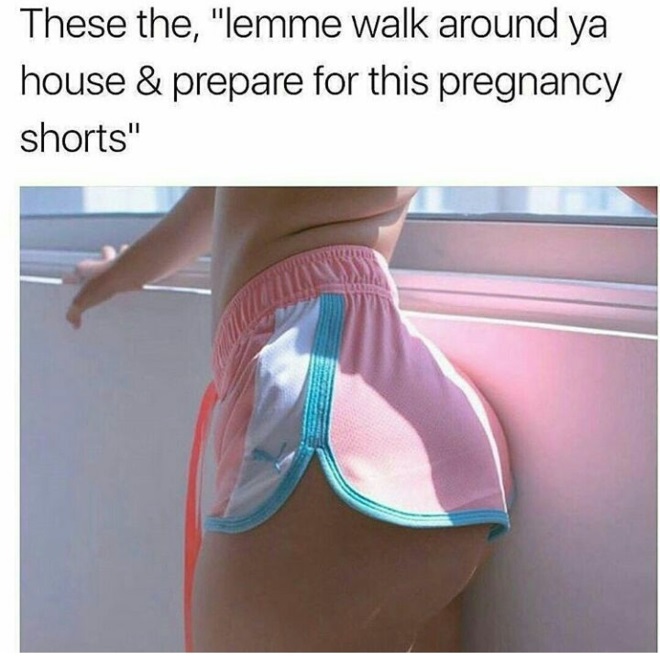 These the, "lemme walk around ya
house & prepare for this pregnancy
shorts"